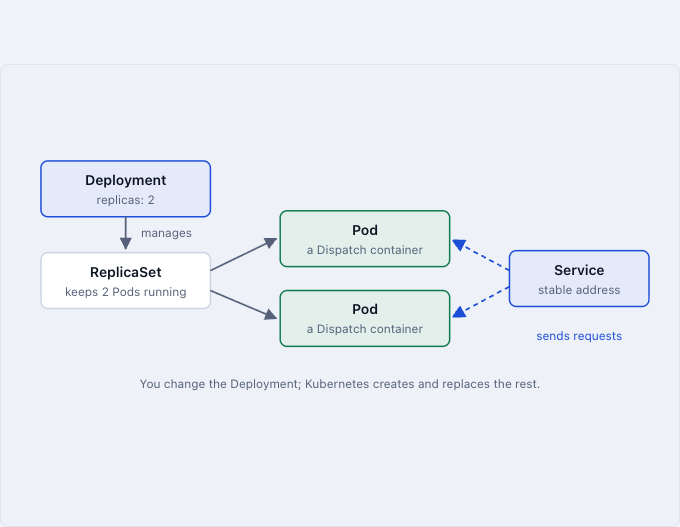 Deployment
replicas: 2
manages
ReplicaSet
keeps 2 Pods running
Pod
a Dispatch container
Pod
a Dispatch container
Service
stable address
sends requests
You change the Deployment; Kubernetes creates and replaces the rest.